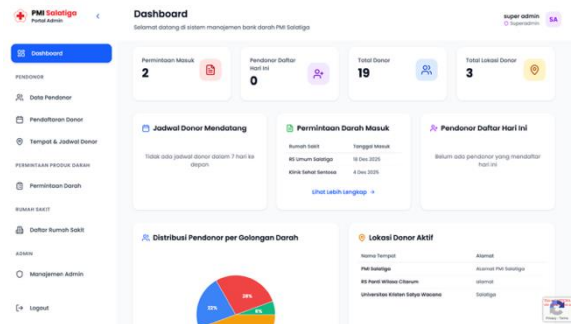 PMI Salatiga
Portal Admin
Dashboard
PENDONOR
Data Pendonor
Pendaftaran Donor
Tempat & Jadwal Donor
PERMINTAAN PRODUK DARAH
Permintaan Darah
RUMAH SAKIT
Daftar Rumah Sakit
ADMIN
Manajemen Admin
Logout
Dashboard
Selamat datang di sistem manajemen bank darah PMI Salatiga
super admin
Superadmin
SA
Permintaan Masuk
2
Pendonor Daftar
Hari Ini
0
Total Donor
19
Total Lokasi Donor
3
Jadwal Donor Mendatang
Tidak ada jadwal donor dalam 7 hari ke
depan
Permintaan Darah Masuk
Rumah Sakit Tanggal Masuk
RS Umum Salatiga 18 Des 2025
Klinik Sehat Sentosa 4 Des 2025
Lihat Lebih Lengkap →
Pendonor Daftar Hari Ini
Belum ada pendonor yang mendaftar
hari ini
Distribusi Pendonor per Golongan Darah
28%
22%
6%
Lokasi Donor Aktif
Nama Tempat Alamat
PMI Salatiga Alamat PMI Salatiga
RS Panti Wilasa Citarum alamat
Universitas Kristen Satya Wacana Salatiga
Privacy - Terms